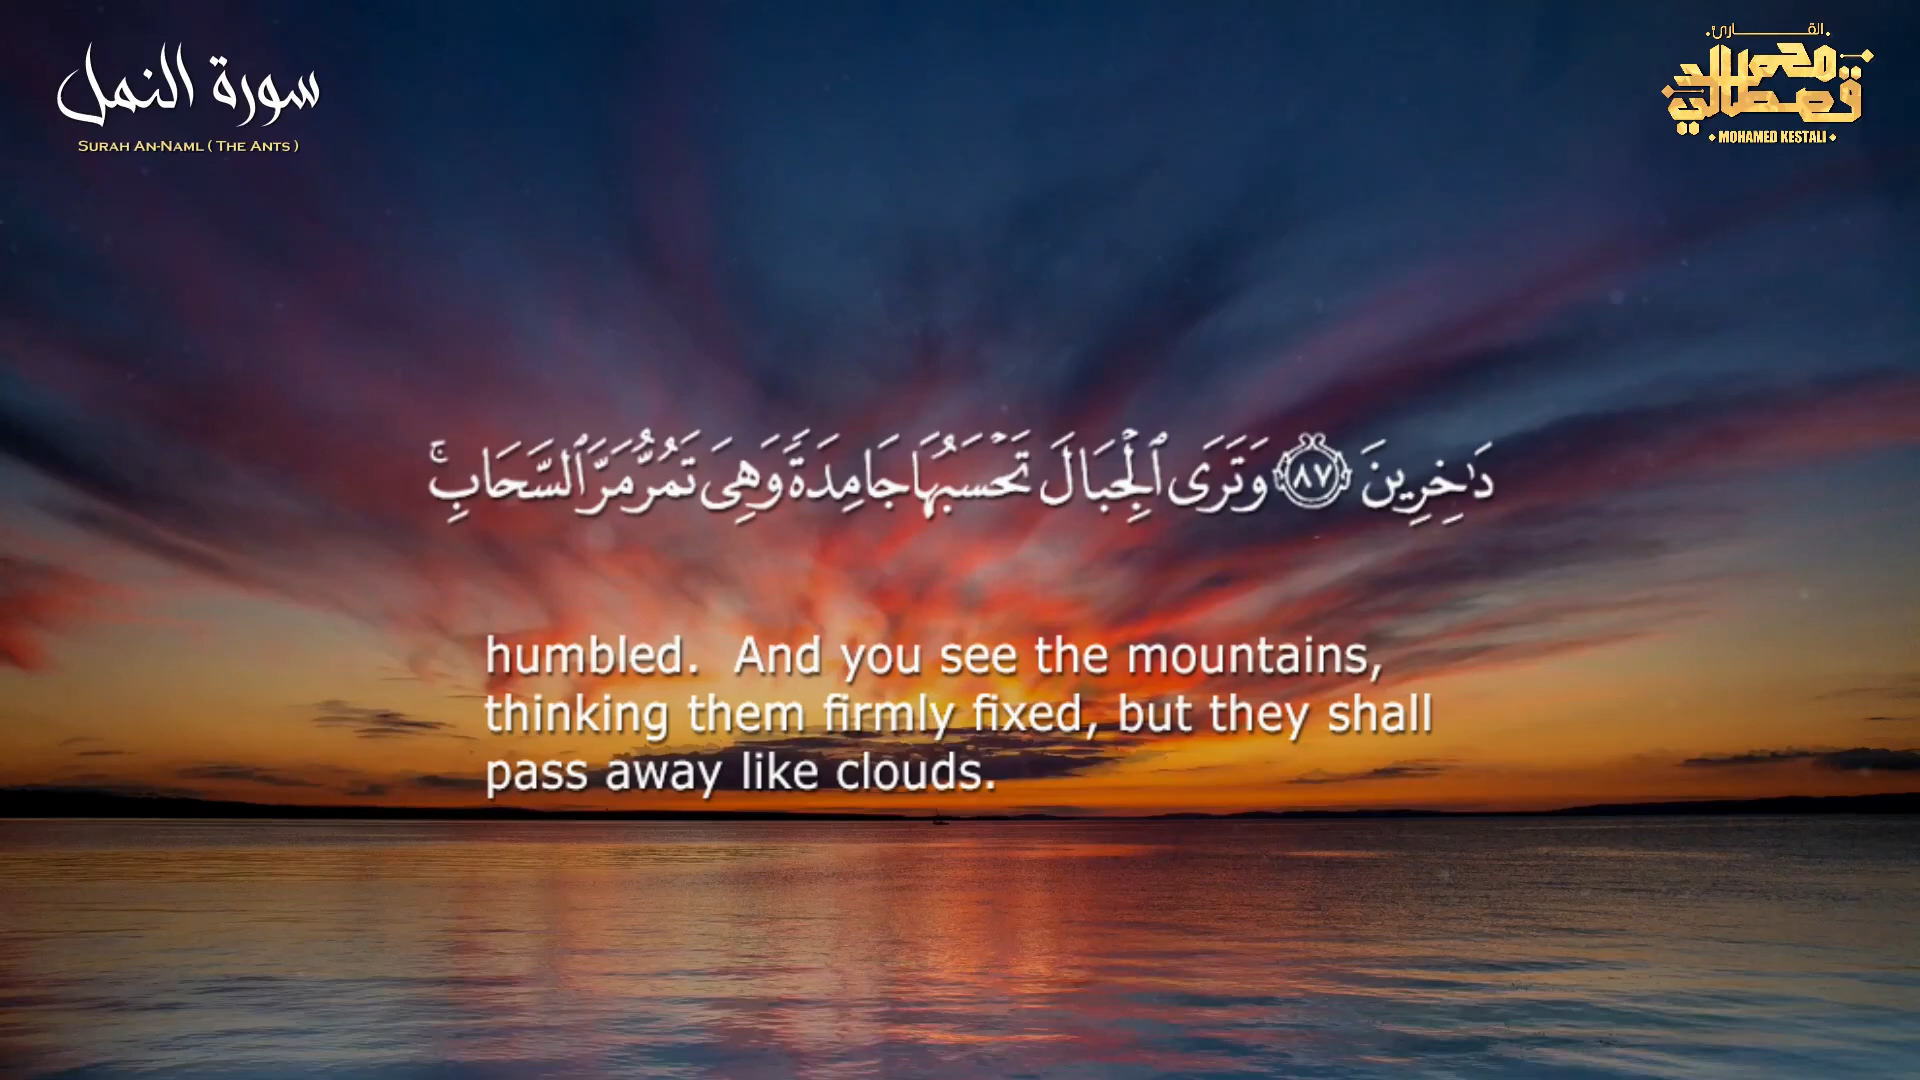 سورة النمل
SURAH AN-NAML ( THE ANTS )
القارئ
محمد
قصطالي
MOHAMED KESTALI
دَٰخِرِينَ ٨٧ وَتَرَى ٱلْجِبَالَ تَحْسَبُهَا جَامِدَةً وَهِىَ تَمُرُّ مَرَّ ٱلسَّحَابِ ۚ
humbled. And you see the mountains,
thinking them firmly fixed, but they shall
pass away like clouds.